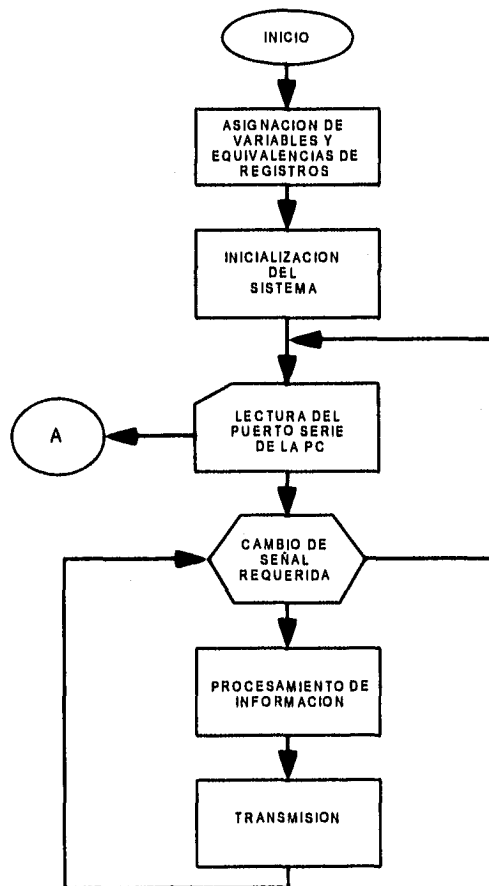 INICIO
ASIGNACION DE
VARIABLES Y
EQUIVALENCIAS DE
REGISTROS
INICIALIZACION
DEL
SISTEMA
LECTURA DEL
PUERTO SERIE
DE LA PC
A
CAMBIO DE
SEÑAL
REQUERIDA
PROCESAMIENTO DE
INFORMACION
TRANSMISION